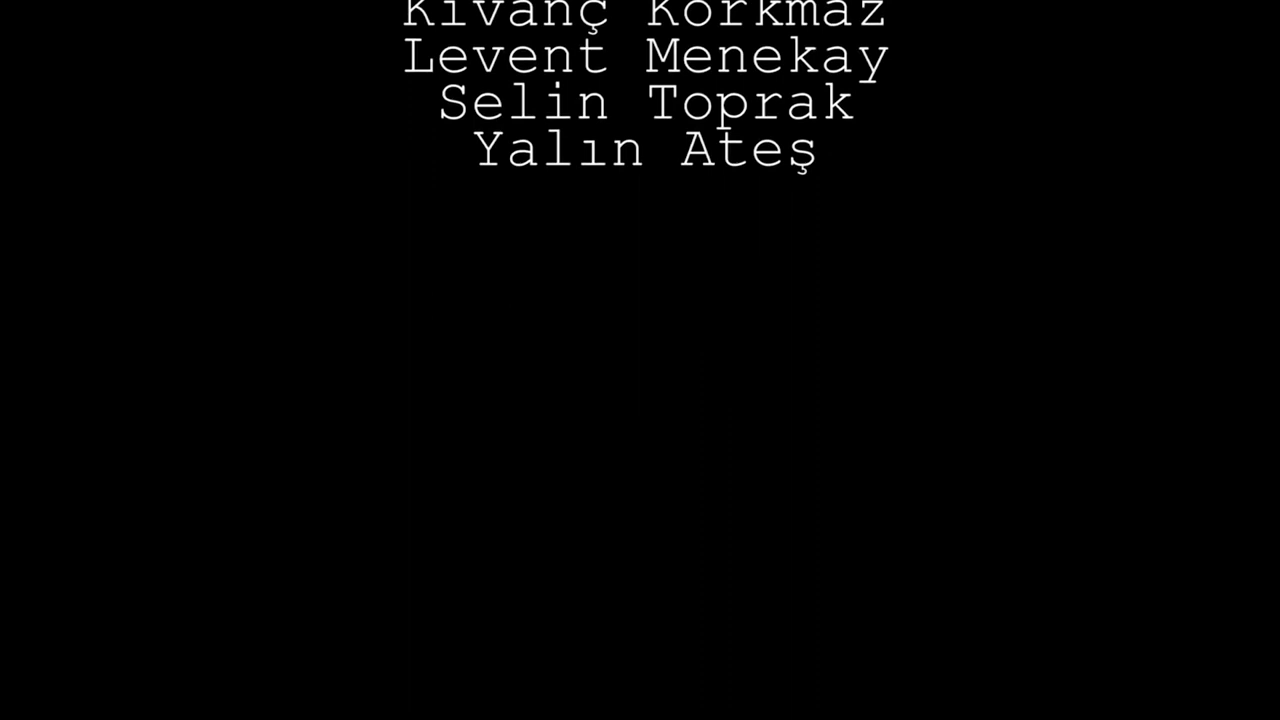 Kıvanç Korkmaz
Levent Menekay
Selin Toprak
Yalın Ateş